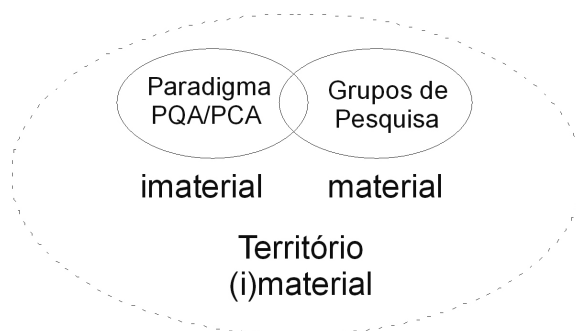 Paradigma
PQA/PCA
Grupos de
Pesquisa
imaterial
material
Território
(i)material